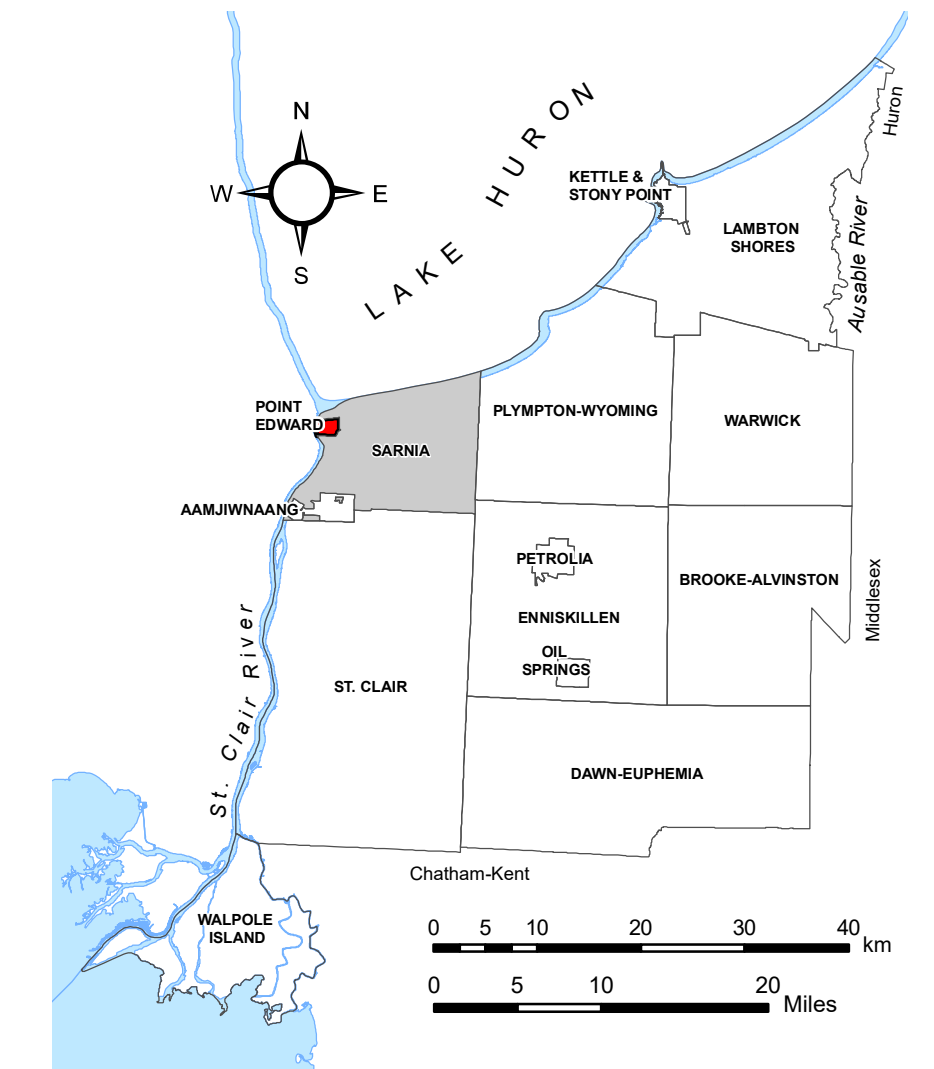 N
W
E
S
LAKE HURON
KETTLE &
STONY POINT
LAMBTON
SHORES
Huron
Ausable River
POINT
EDWARD
SARNIA
PLYMPTON-WYOMING
WARWICK
AAMJIWNAANG
PETROLIA
BROOKE-ALVINSTON
Middlesex
ENNISKILLEN
OIL
SPRINGS
ST. CLAIR
St. Clair River
DAWN-EUPHEMIA
Chatham-Kent
WALPOLE
ISLAND
0 5 10 20 30 40
km
0 5 10 20
Miles